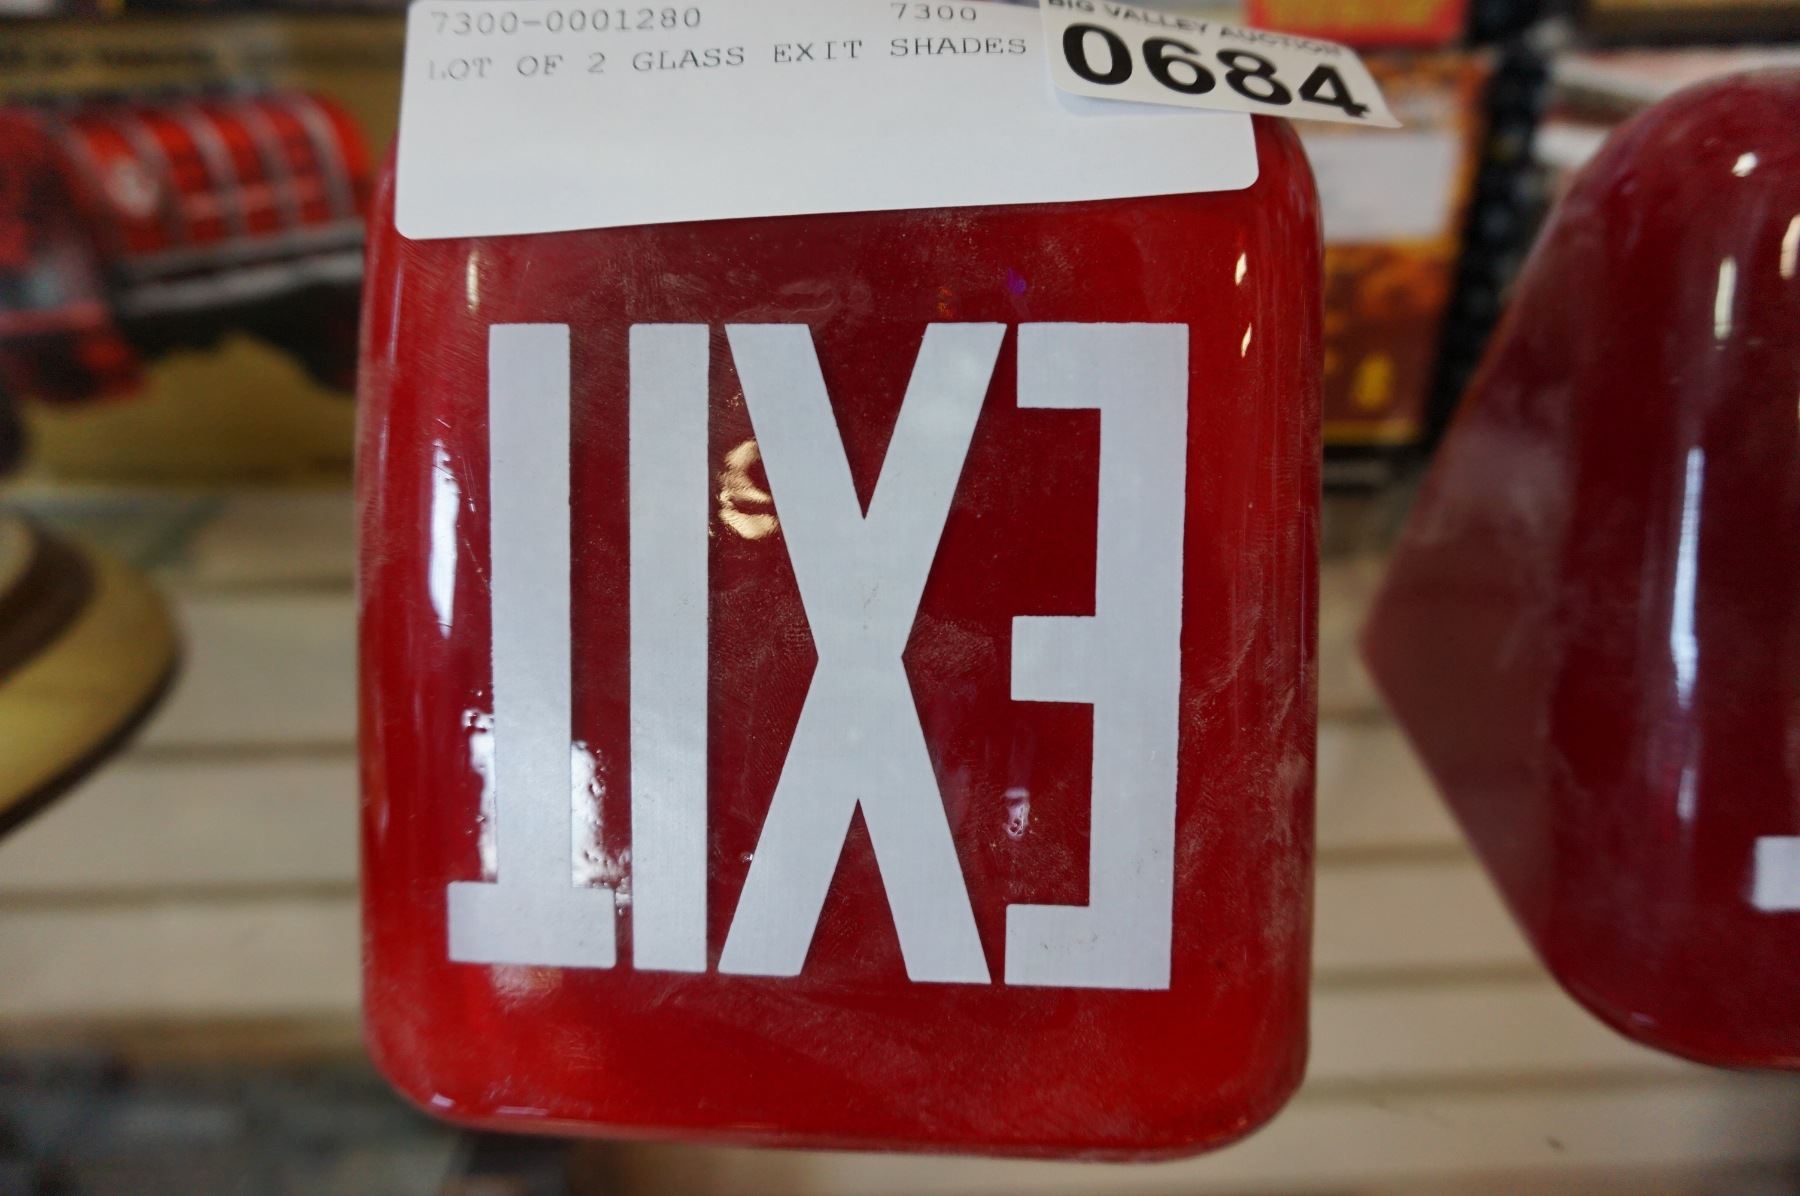 7300-0001280 7300
LOT OF 2 GLASS EXIT SHADES
BIG VALLEY AUCTION
0684
EXIT